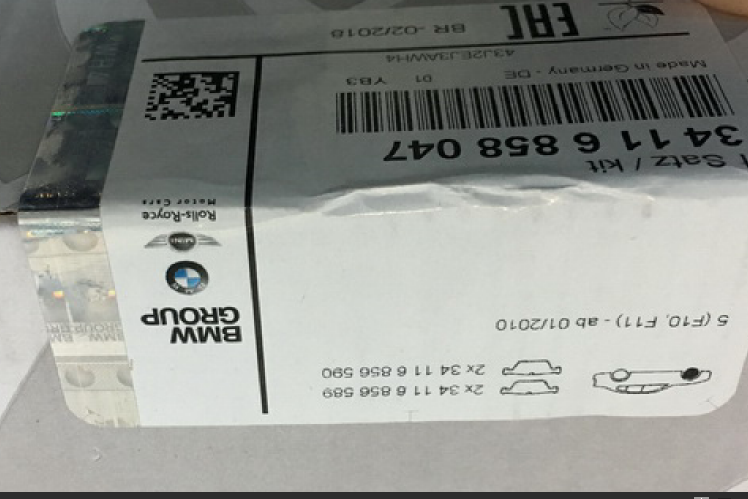 2x 34 11 6 856 589
2x 34 11 6 856 590
5 (F10, F11) - ab 01/2010
1 Satz / kit
34 11 6 858 047
Made in Germany - DE 01 YB3
43J2EJ3AWH4
BR -02/2018
EAC
BMW
GROUP
BMW
MINI
Rolls-Royce
Motor Cars